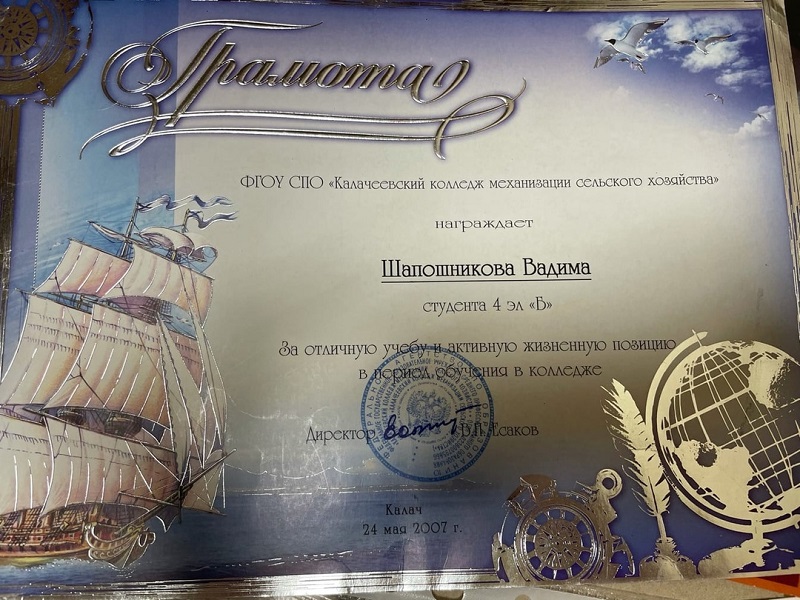 Грамота
ФГОУ СПО «Калачеевский колледж механизации сельского хозяйства»
награждает
Шапошникова Вадима
студента 4 эл «Б»
За отличную учебу и активную жизненную позицию
в период обучения в колледже
Директор В.П. Есаков
Калач
24 мая 2007 г.